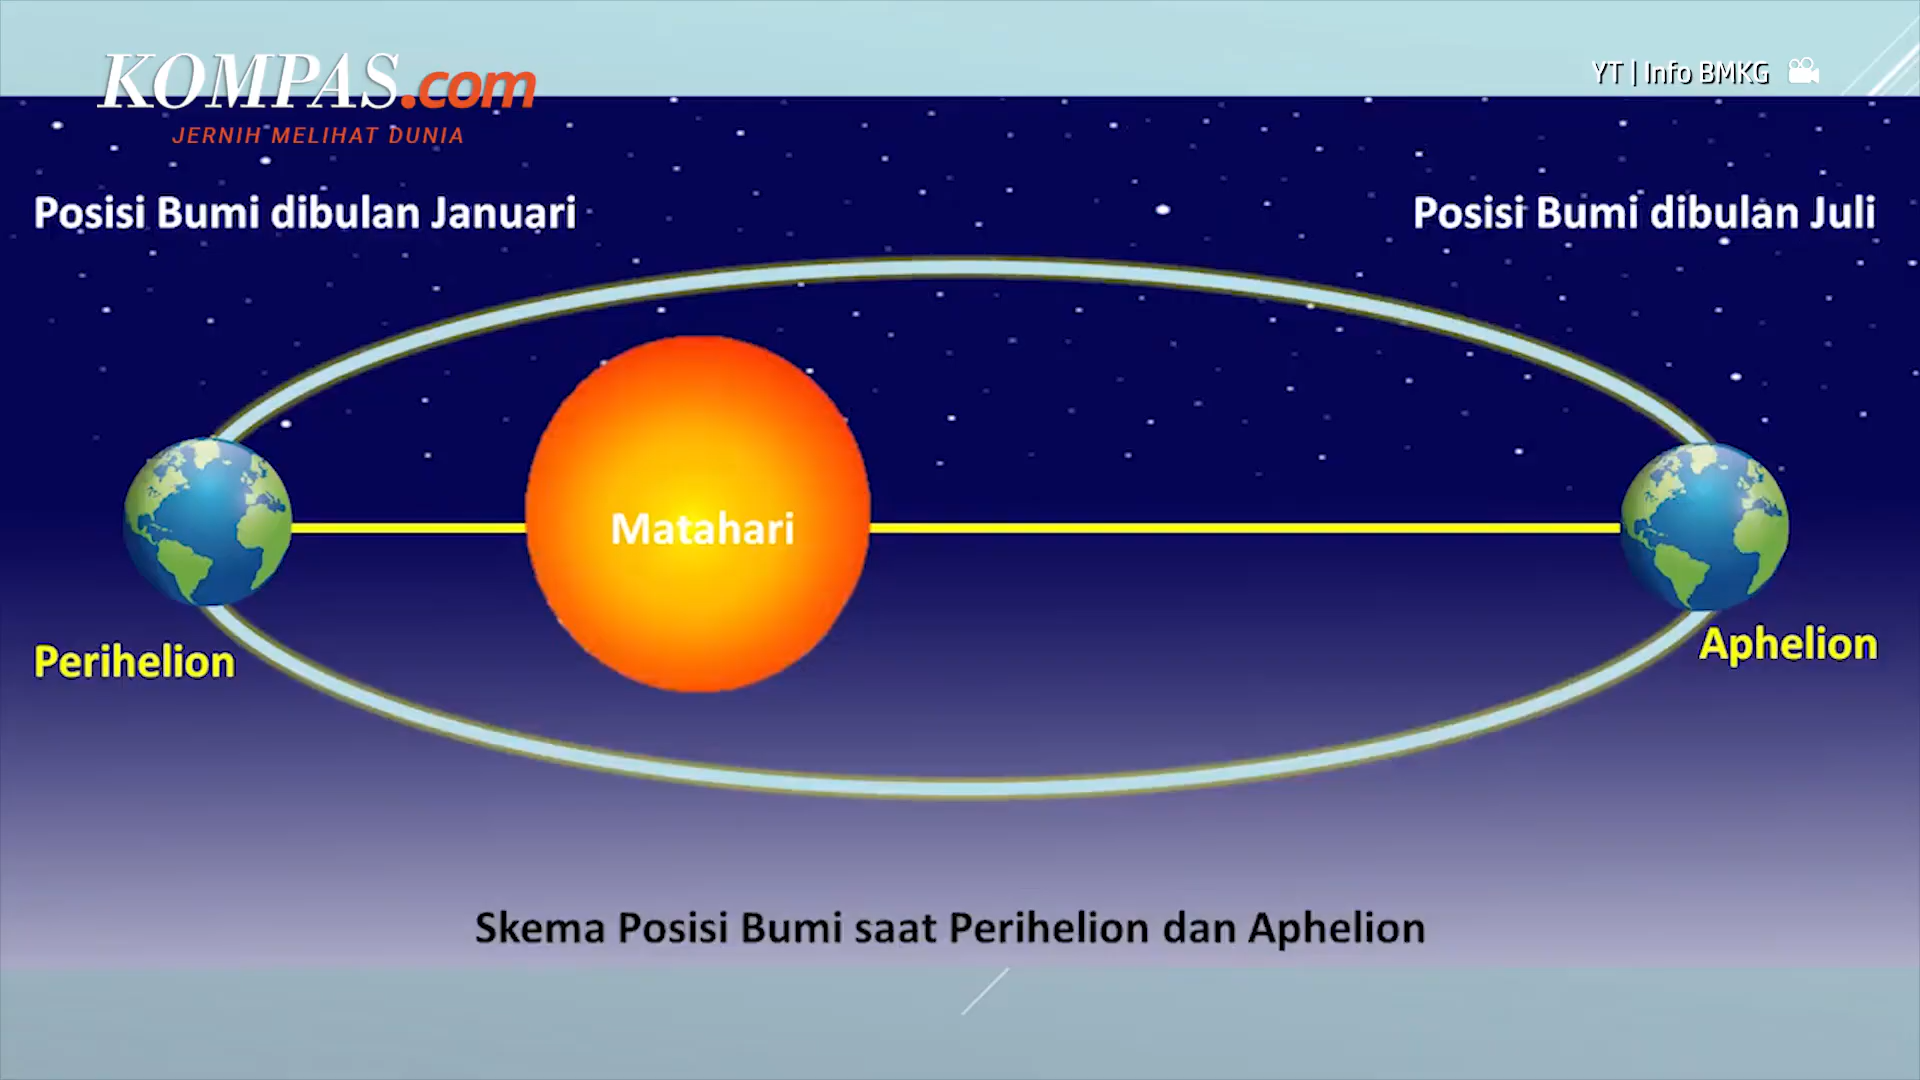 KOMPAS.com
JERNIH MELIHAT DUNIA
YT | Info BMKG
Posisi Bumi dibulan Januari
Posisi Bumi dibulan Juli
Matahari
Perihelion
Aphelion
Skema Posisi Bumi saat Perihelion dan Aphelion